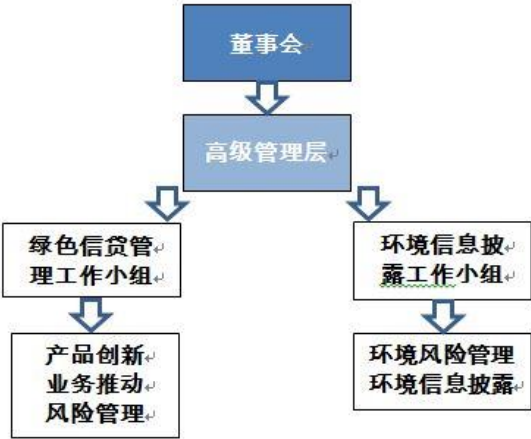 董事会
高级管理层
绿色信贷管
理工作小组
环境信息披
露工作小组
产品创新
业务推动
风险管理
环境风险管理
环境信息披露